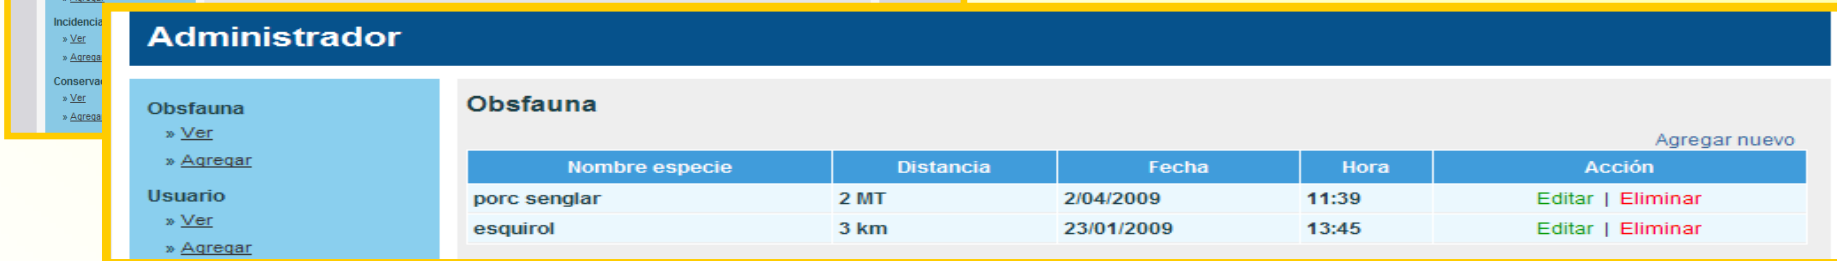 Incidencia
» Ver
» Agrega
Conserva
» Ver
» Agrega
Administrador
Obsfauna
» Ver
» Agregar
Usuario
» Ver
» Agregar
Obsfauna
Agregar nuevo
Nombre especie Distancia Fecha Hora Acción
porc senglar 2 MT 2/04/2009 11:39 Editar | Eliminar
esquirol 3 km 23/01/2009 13:45 Editar | Eliminar